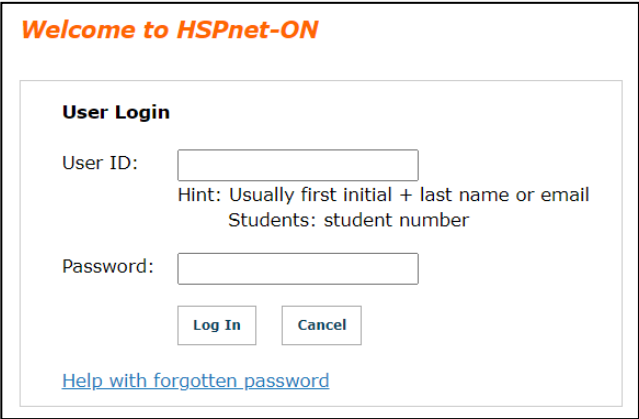 Welcome to HSPnet-ON
User Login
User ID:
Hint: Usually first initial + last name or email
Students: student number
Password:
Log In Cancel
Help with forgotten password